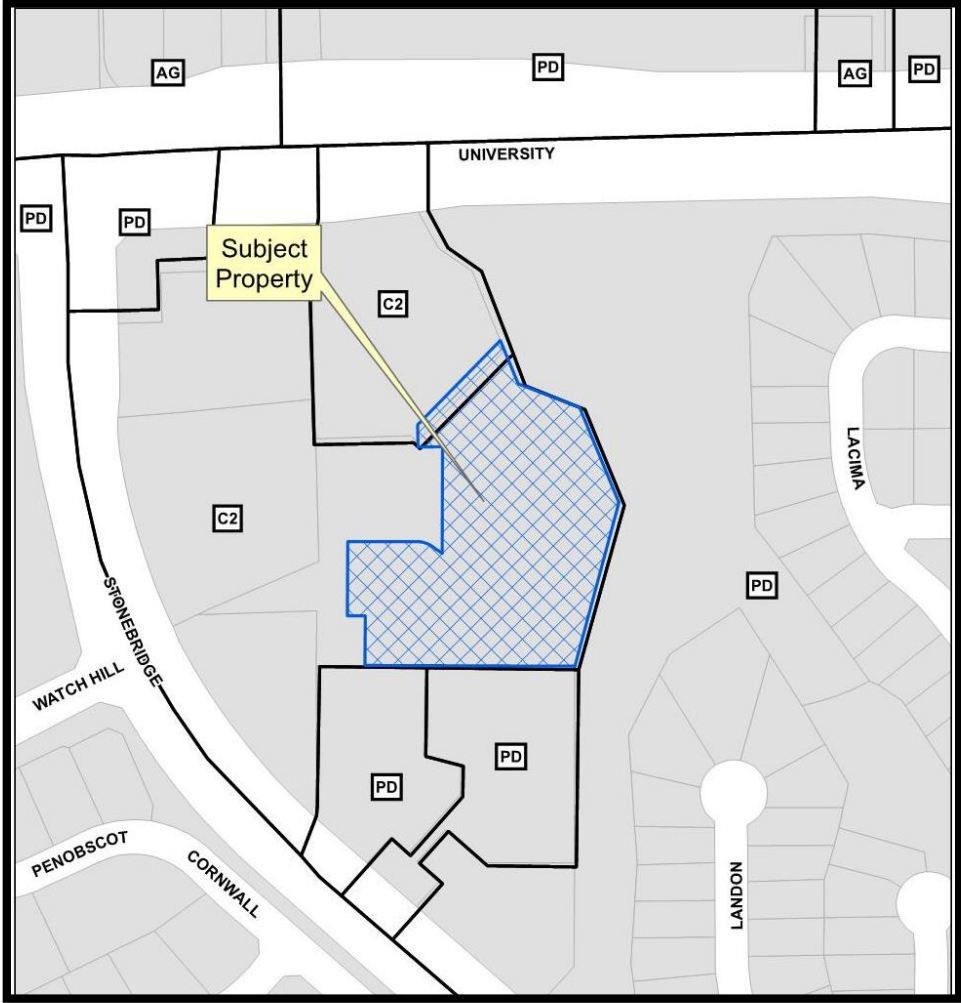 AG
PD
AG
PD
UNIVERSITY
PD
PD
Subject
Property
C2
LACIMA
C2
PD
STONEBRIDGE
WATCH HILL
PD
PD
PENOBSCOT
CORNWALL
LANDON